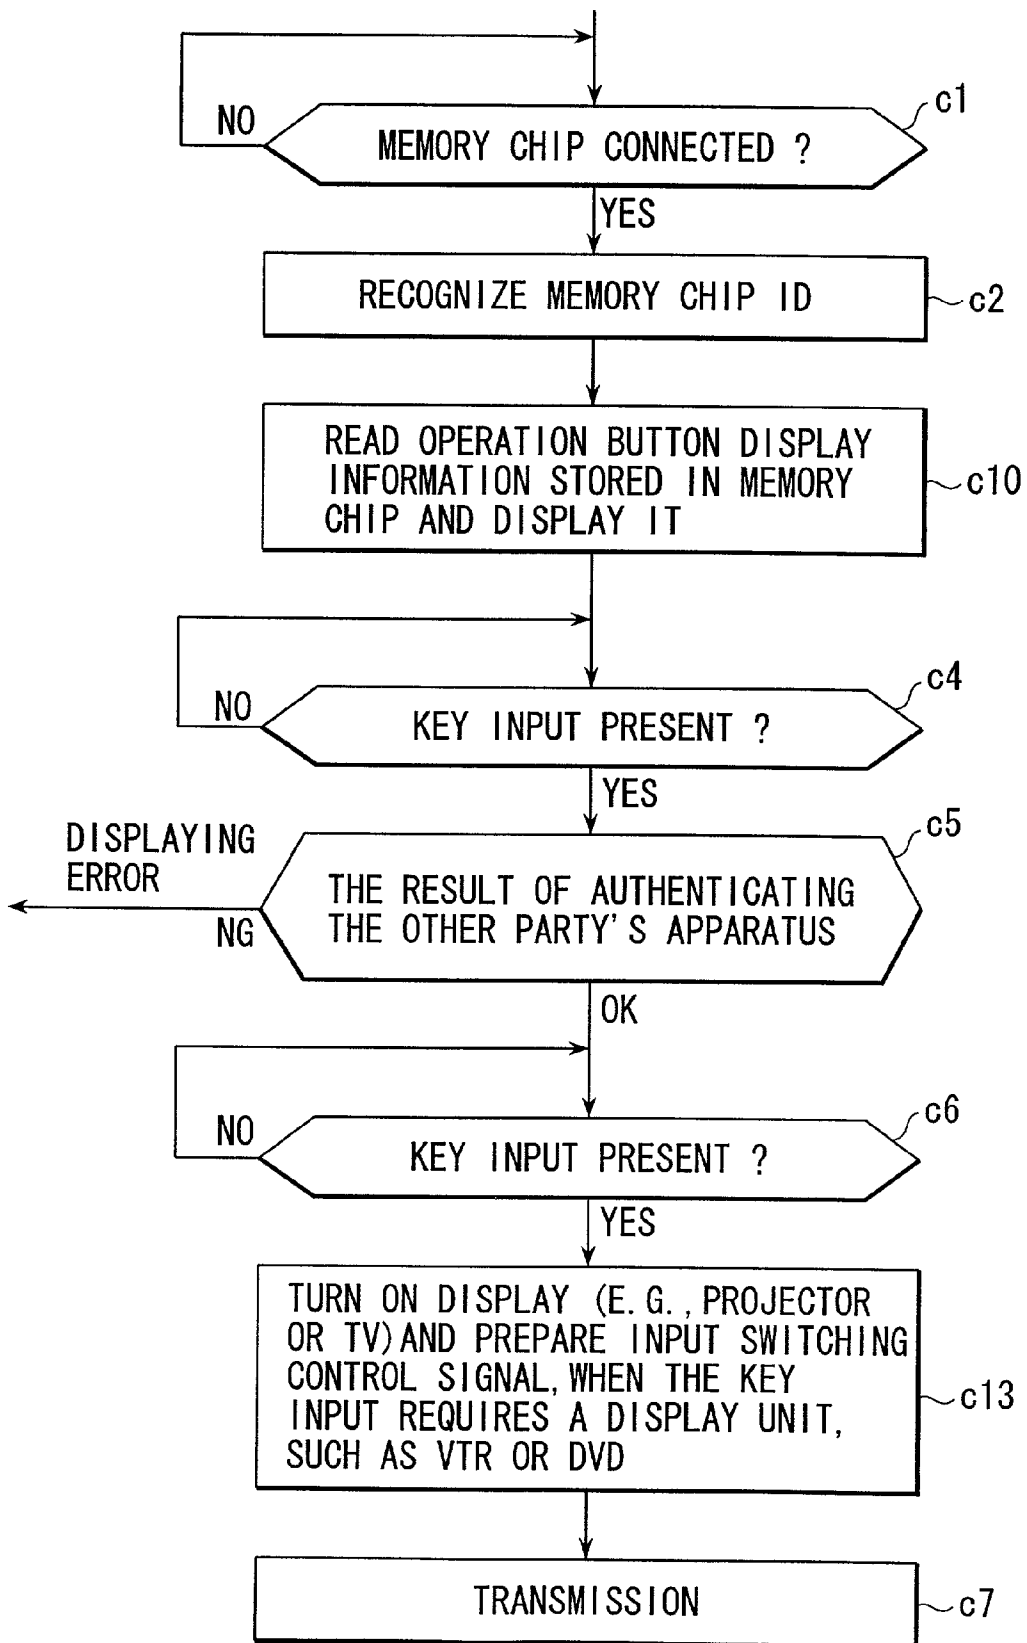 c1
NO
MEMORY CHIP CONNECTED ?
YES
RECOGNIZE MEMORY CHIP ID
c2
READ OPERATION BUTTON DISPLAY
INFORMATION STORED IN MEMORY
CHIP AND DISPLAY IT
c10
c4
NO
KEY INPUT PRESENT ?
YES
c5
DISPLAYING
ERROR
NG
THE RESULT OF AUTHENTICATING
THE OTHER PARTY'S APPARATUS
OK
c6
NO
KEY INPUT PRESENT ?
YES
TURN ON DISPLAY (E.G., PROJECTOR
OR TV) AND PREPARE INPUT SWITCHING
CONTROL SIGNAL, WHEN THE KEY
INPUT REQUIRES A DISPLAY UNIT,
SUCH AS VTR OR DVD
c13
TRANSMISSION
c7